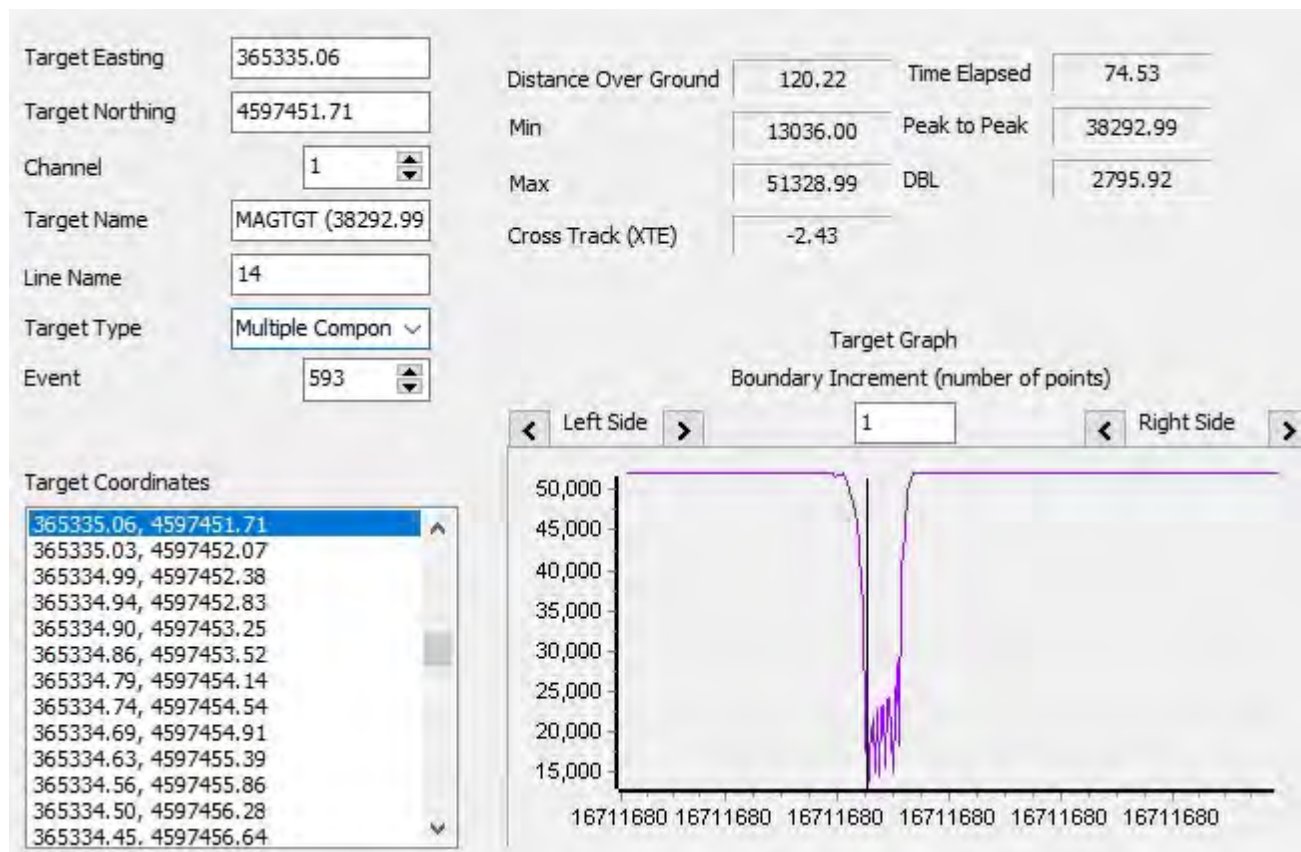 Target Easting 365335.06
Target Northing 4597451.71
Channel 1
Target Name MAGTGT (38292.99
Line Name 14
Target Type Multiple Compon
Event 593
Distance Over Ground 120.22 Time Elapsed 74.53
Min 13036.00 Peak to Peak 38292.99
Max 51328.99 DBL 2795.92
Cross Track (XTE) -2.43
Target Graph
Boundary Increment (number of points)
Left Side 1 Right Side
Target Coordinates
365335.06, 4597451.71
365335.03, 4597452.07
365334.99, 4597452.38
365334.94, 4597452.83
365334.90, 4597453.25
365334.86, 4597453.52
365334.79, 4597454.14
365334.74, 4597454.54
365334.69, 4597454.91
365334.63, 4597455.39
365334.56, 4597455.86
365334.50, 4597456.28
365334.45, 4597456.64
50,000
45,000
40,000
35,000
30,000
25,000
20,000
15,000
16711680 16711680 16711680 16711680 16711680 16711680